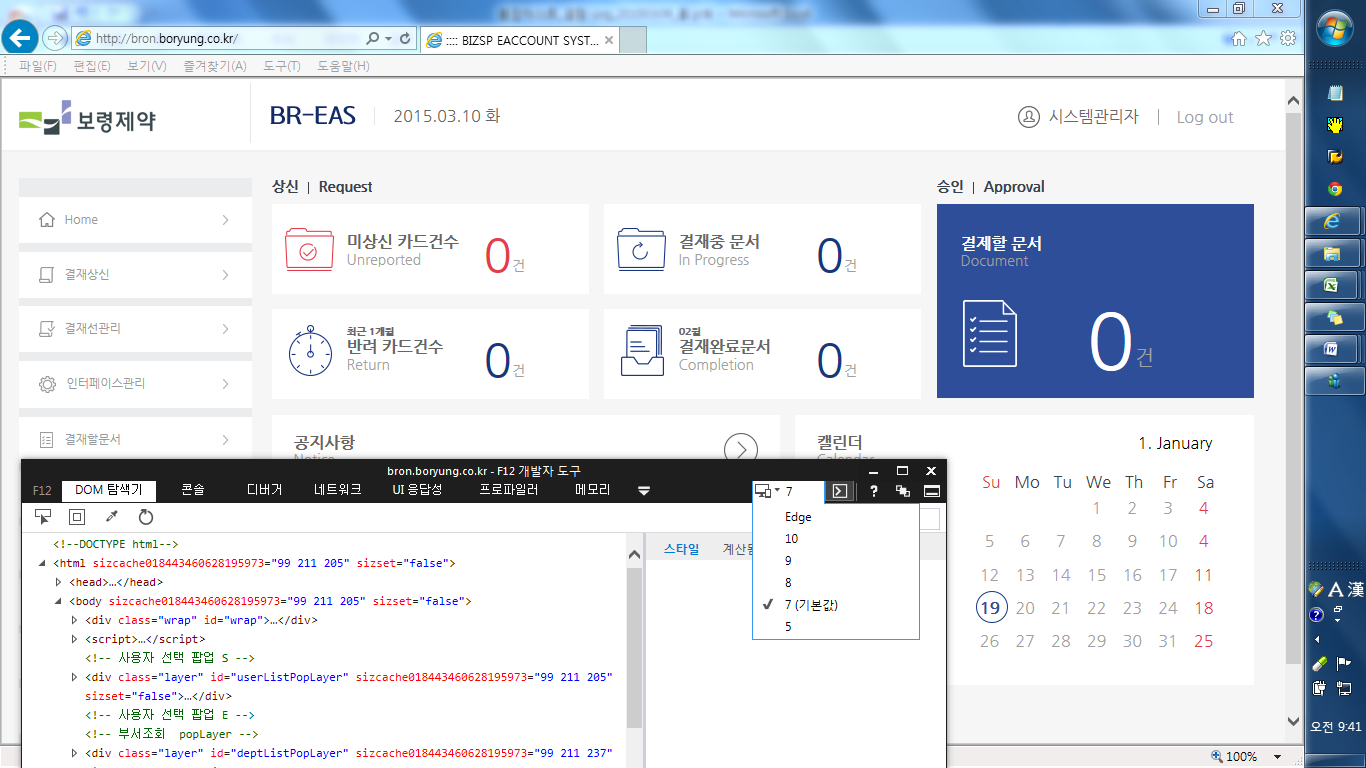 http://bron.boryung.co.kr/
:::: BIZSP EACCOUNT SYST...
파일(F) 편집(E) 보기(V) 즐겨찾기(A) 도구(T) 도움말(H)
보령제약
BR-EAS 2015.03.10 화
시스템관리자 | Log out
상신 | Request
승인 | Approval
Home
결재상신
결재선관리
인터페이스관리
결재할문서
미상신 카드건수
Unreported
0건
결재중 문서
In Progress
0건
최근 1개월
반려 카드건수
Return
0건
02월
결재완료문서
Completion
0건
결제할 문서
Document
0건
공지사항
캘린더
1. January
Su Mo Tu We Th Fr Sa
1 2 3 4
5 6 7 8 9 10 4
12 13 14 15 16 17 11
19 20 21 22 23 24 18
26 27 28 29 30 31 25
bron.boryung.co.kr - F12 개발자 도구
F12 DOM 탐색기 콘솔 디버거 네트워크 UI 응답성 프로파일러 메모리 7
Edge
10
9
8
7 (기본값)
5
스타일 계산됨
<!--DOCTYPE html-->
<html sizcache018443460628195973="99 211 205" sizset="false">
<head>…</head>
<body sizcache018443460628195973="99 211 205" sizset="false">
<div class="wrap" id="wrap">…</div>
<script>…</script>
<!-- 사용자 선택 팝업 S -->
<div class="layer" id="userListPopLayer" sizcache018443460628195973="99 211 205"
sizset="false">…</div>
<!-- 사용자 선택 팝업 E -->
<!-- 부서조회 popLayer -->
<div class="layer" id="deptListPopLayer" sizcache018443460628195973="99 211 237"
100%
A 漢
오전 9:41